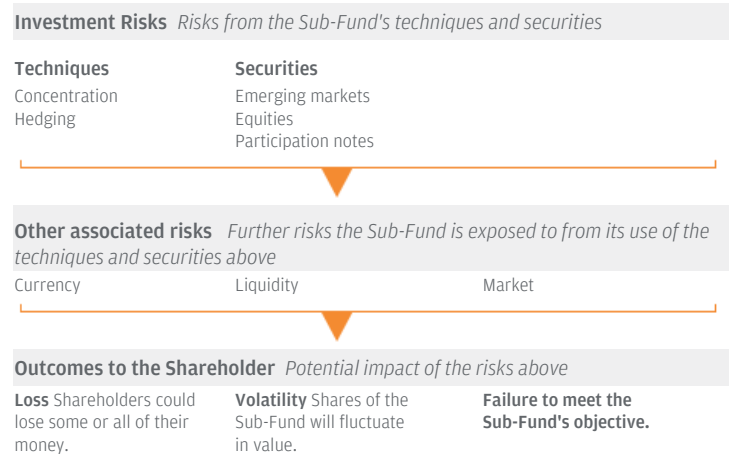 Investment Risks Risks from the Sub-Fund's techniques and securities
Techniques
Concentration
Hedging
Securities
Emerging markets
Equities
Participation notes
Other associated risks Further risks the Sub-Fund is exposed to from its use of the
techniques and securities above
Currency
Liquidity
Market
Outcomes to the Shareholder Potential impact of the risks above
Loss Shareholders could
lose some or all of their
money.
Volatility Shares of the
Sub-Fund will fluctuate
in value.
Failure to meet the
Sub-Fund's objective.